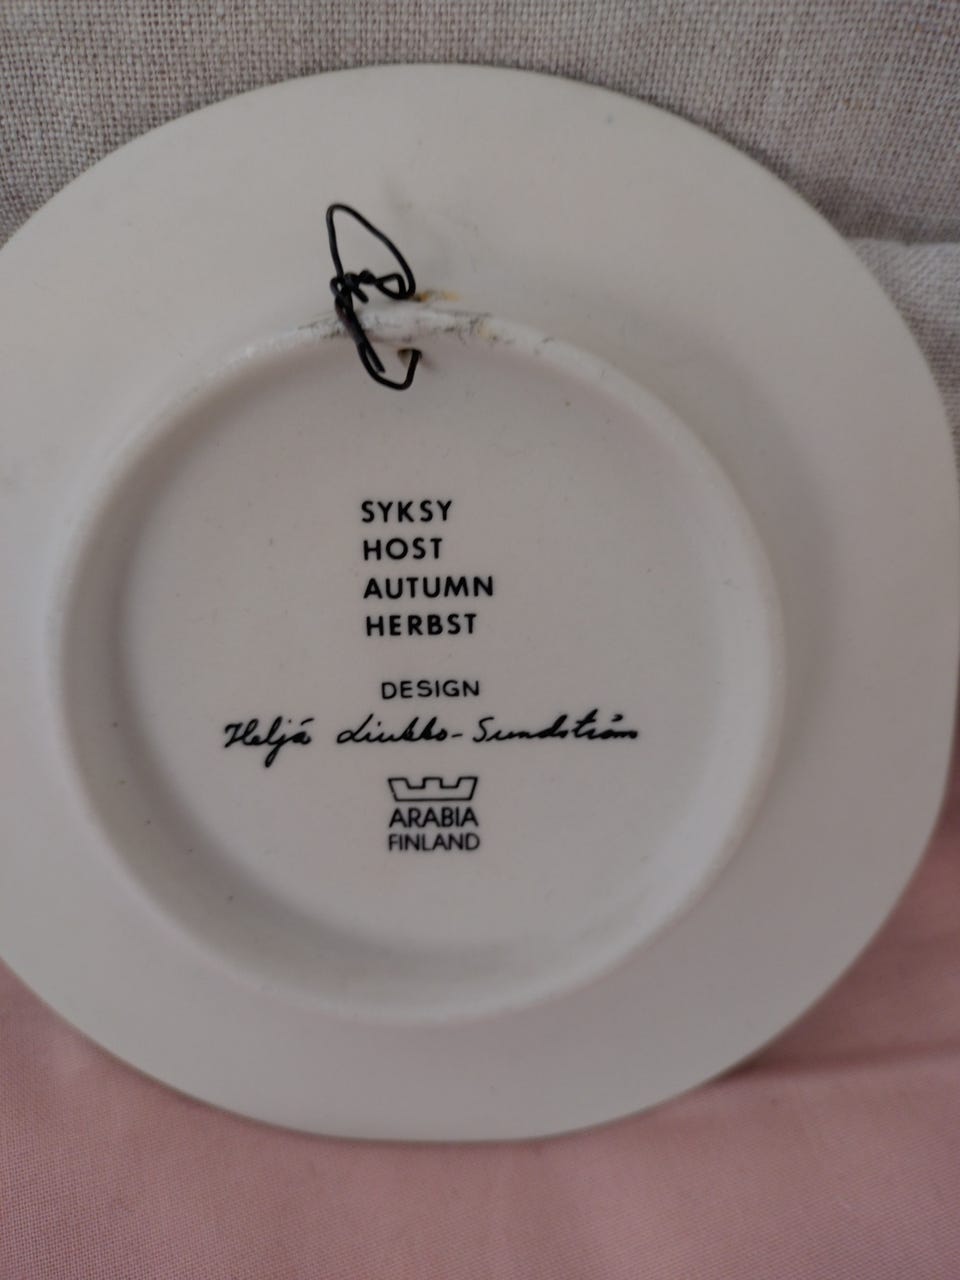 SYKSY
HOST
AUTUMN
HERBST
DESIGN
Heljä Liukko-Sundström
ARABIA
FINLAND